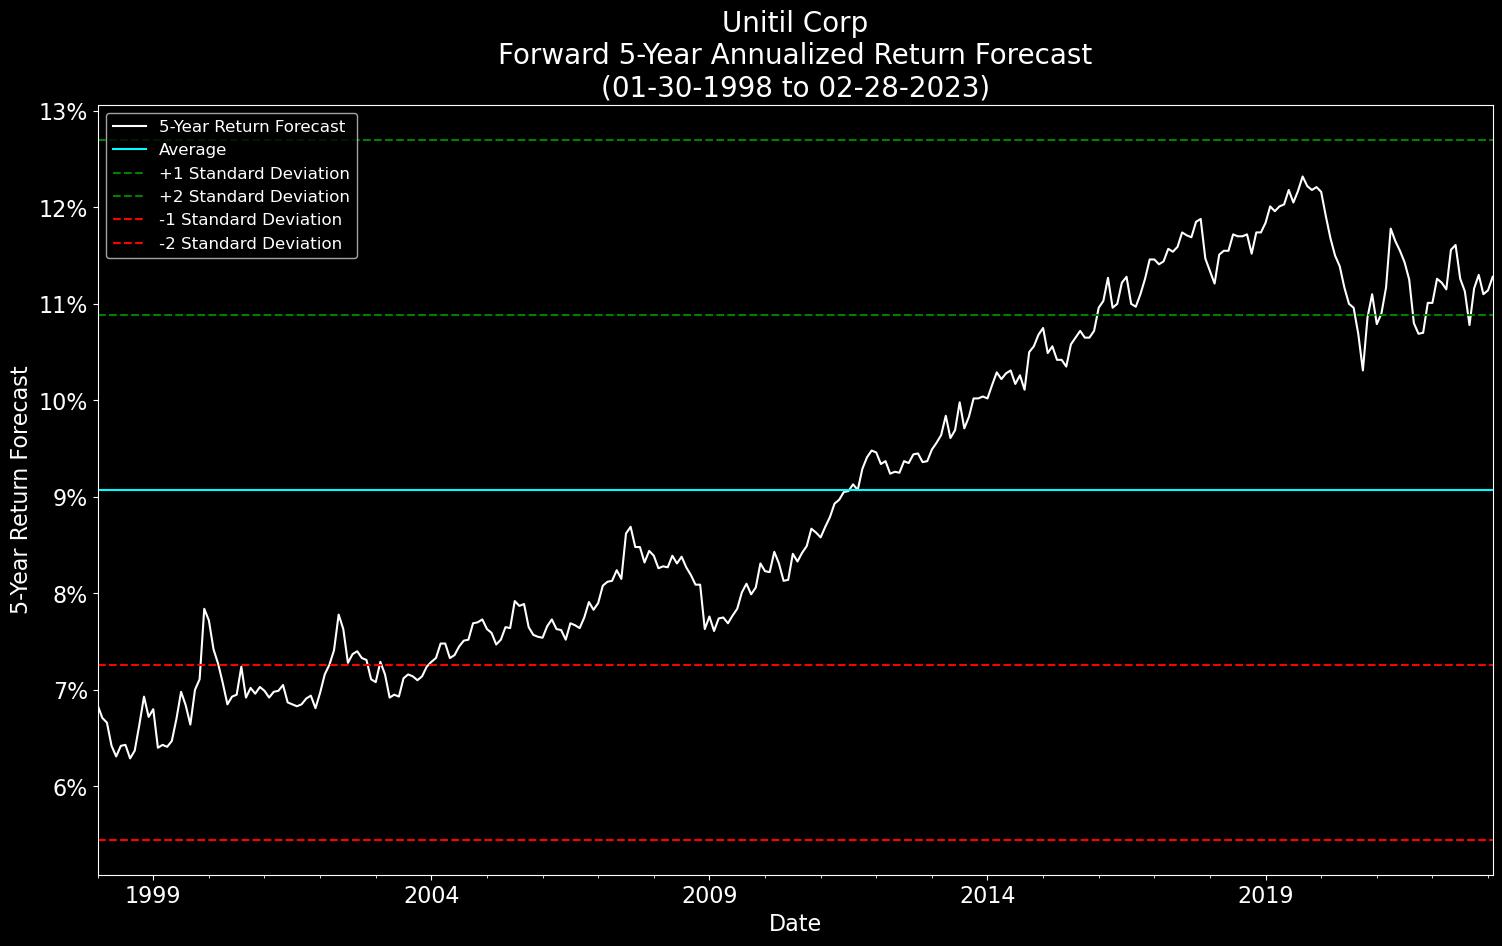 Unitil Corp
Forward 5-Year Annualized Return Forecast
(01-30-1998 to 02-28-2023)
13%
12%
11%
10%
9%
8%
7%
6%
5-Year Return Forecast
5-Year Return Forecast
Average
+1 Standard Deviation
+2 Standard Deviation
-1 Standard Deviation
-2 Standard Deviation
1999
2004
2009
2014
2019
Date